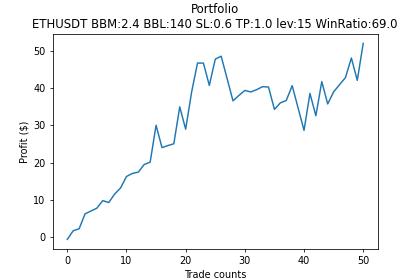 Portfolio
ETHUSDT BBM:2.4 BBL:140 SL:0.6 TP:1.0 lev:15 WinRatio:69.0
50
40
30
20
10
0
Profit ($)
0 10 20 30 40 50
Trade counts